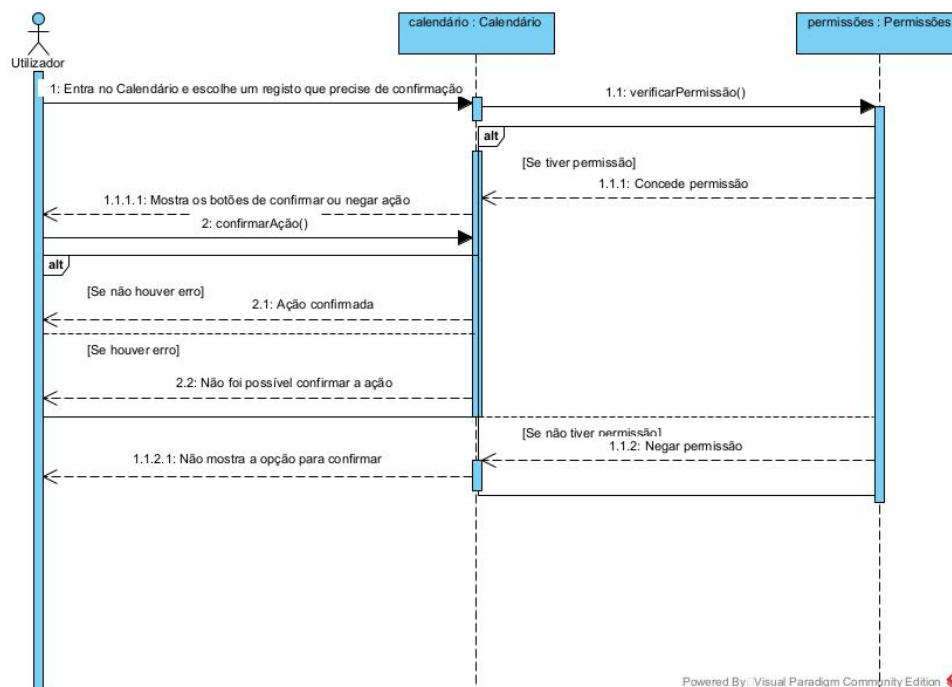 calendário : Calendário
permissões : Permissões
Utilizador
1: Entra no Calendário e escolhe um registo que precise de confirmação
1.1: verificarPermissão()
alt
[Se tiver permissão]
1.1.1: Concede permissão
1.1.1.1: Mostra os botões de confirmar ou negar ação
2: confirmarAção()
alt
[Se não houver erro]
2.1: Ação confirmada
[Se houver erro]
2.2: Não foi possível confirmar a ação
[Se não tiver permissão]
1.1.2: Negar permissão
1.1.2.1: Não mostra a opção para confirmar
Powered By Visual Paradigm Community Edition